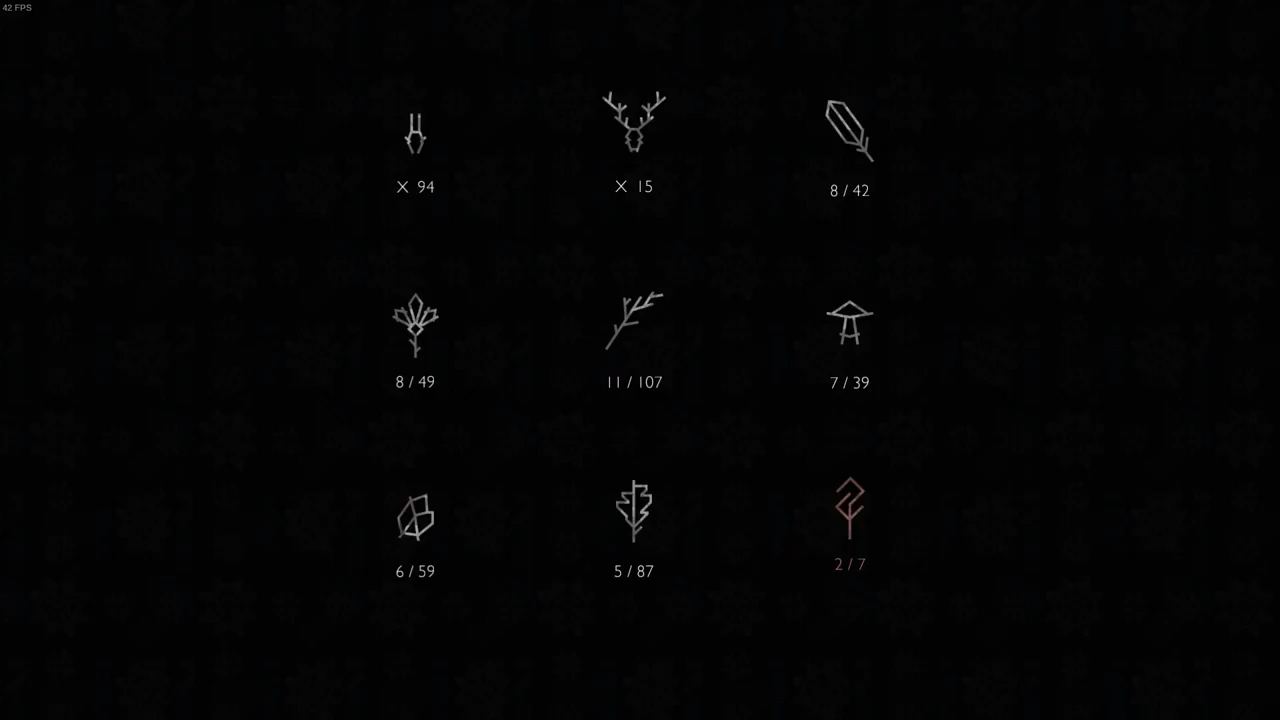 42 FPS
X 94
X 15
8 / 42
8 / 49
11 / 107
7 / 39
6 / 59
5 / 87
2 / 7